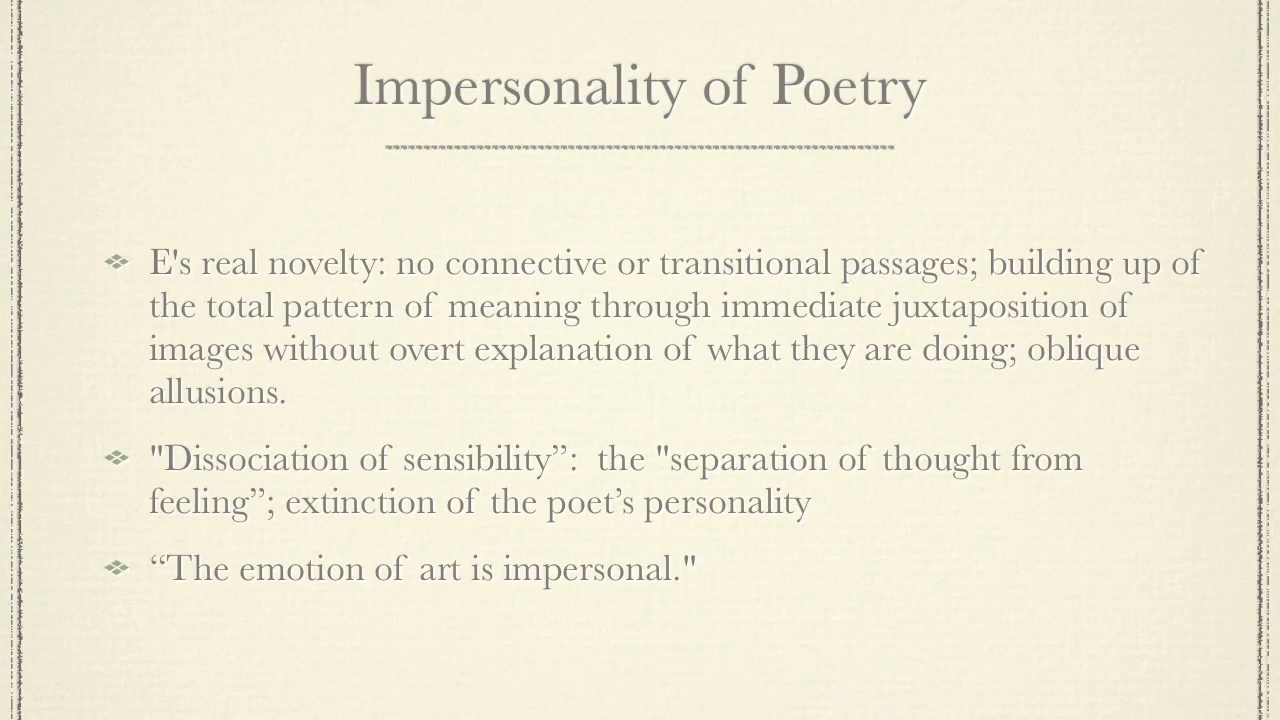 Impersonality of Poetry
E's real novelty: no connective or transitional passages; building up of
the total pattern of meaning through immediate juxtaposition of
images without overt explanation of what they are doing; oblique
allusions.
"Dissociation of sensibility”: the "separation of thought from
feeling”; extinction of the poet’s personality
“The emotion of art is impersonal."